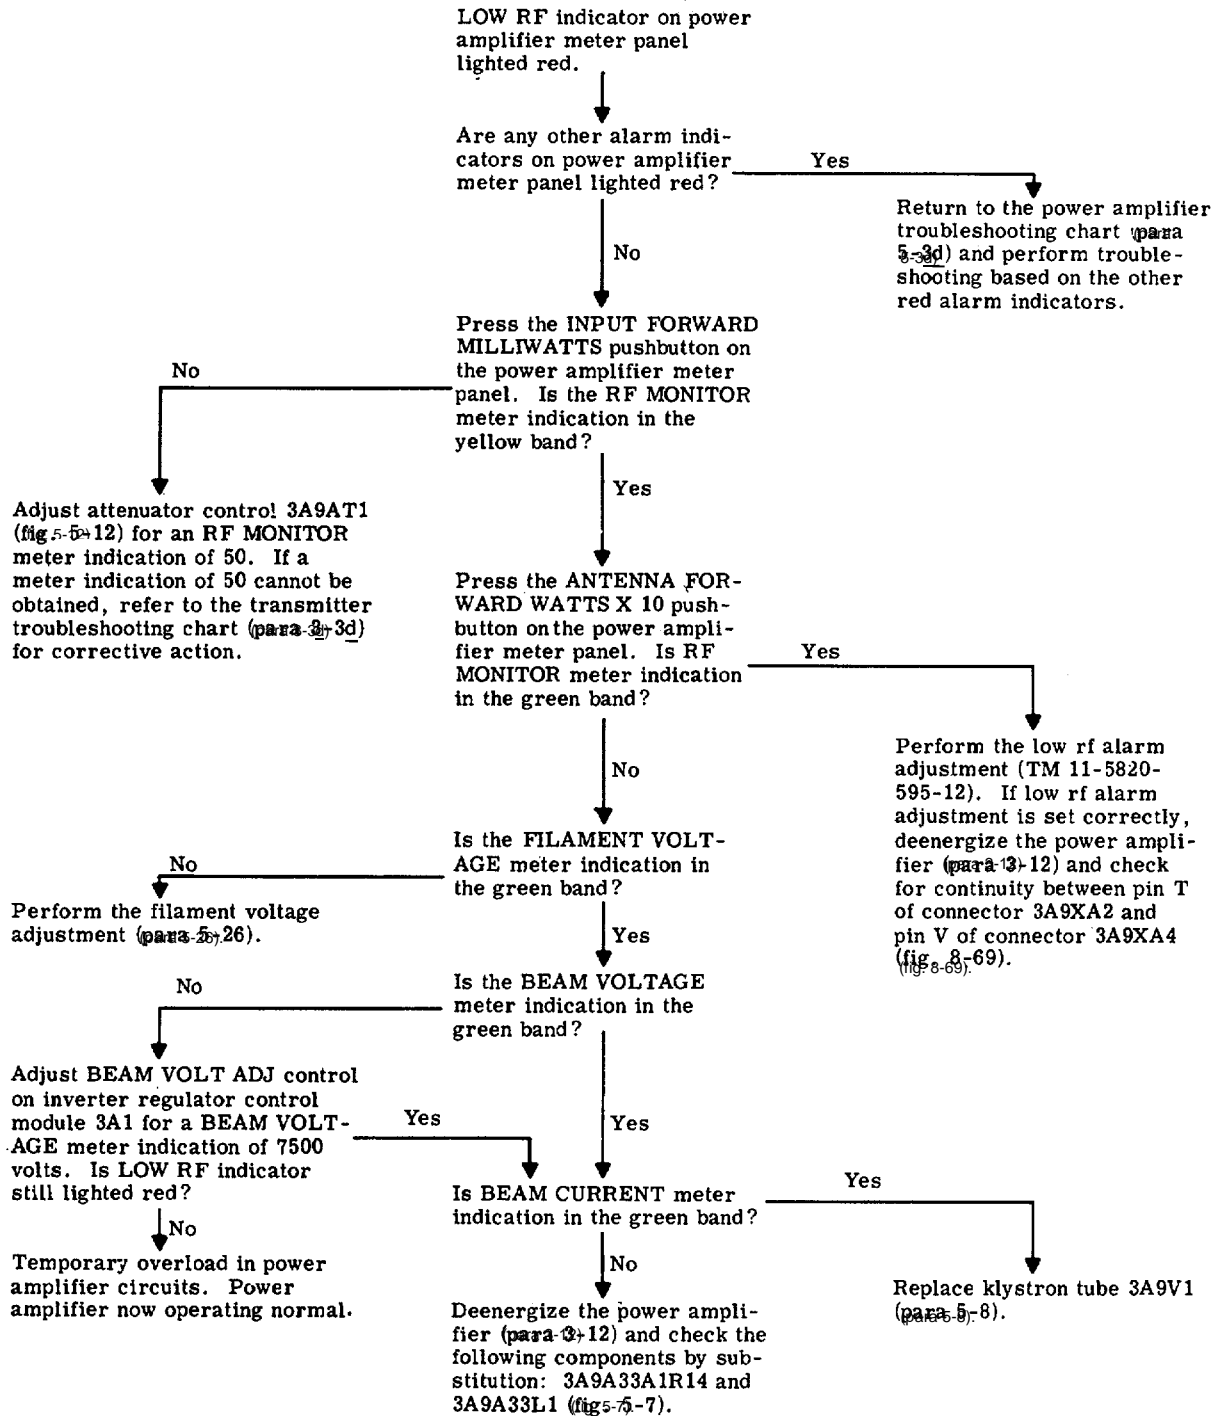 LOW RF indicator on power
amplifier meter panel
lighted red.
Are any other alarm indi-
cators on power amplifier
meter panel lighted red?
Yes
Return to the power amplifier
troubleshooting chart (para
5-3d) and perform trouble-
shooting based on the other
red alarm indicators.
No
Press the INPUT FORWARD
MILLIWATTS pushbutton on
the power amplifier meter
panel. Is the RF MONITOR
meter indication in the
yellow band?
No
Adjust attenuator control 3A9AT1
(fig. 5-12) for an RF MONITOR
meter indication of 50. If a
meter indication of 50 cannot be
obtained, refer to the transmitter
troubleshooting chart (para 3-3d)
for corrective action.
Yes
Press the ANTENNA FOR-
WARD WATTS X 10 push-
button on the power ampli-
fier meter panel. Is RF
MONITOR meter indication
in the green band?
Yes
Perform the low rf alarm
adjustment (TM 11-5820-
595-12). If low rf alarm
adjustment is set correctly,
deenergize the power ampli-
fier (para 3-12) and check
for continuity between pin T
of connector 3A9XA2 and
pin V of connector 3A9XA4
(fig. 8-69).
(fig. 8-69).
No
Is the FILAMENT VOLT-
AGE meter indication in
the green band?
No
Perform the filament voltage
adjustment (para 5-26).
Yes
Is the BEAM VOLTAGE
meter indication in the
green band?
No
Adjust BEAM VOLT ADJ control
on inverter regulator control
module 3A1 for a BEAM VOLT-
AGE meter indication of 7500
volts. Is LOW RF indicator
still lighted red?
Yes
No
Temporary overload in power
amplifier circuits. Power
amplifier now operating normal.
Yes
Is BEAM CURRENT meter
indication in the green band?
Yes
Replace klystron tube 3A9V1
(para 5-8).
(para 5-8).
No
Deenergize the power ampli-
fier (para 3-12) and check the
following components by sub-
stitution: 3A9A33A1R14 and
3A9A33L1 (fig. 5-7).